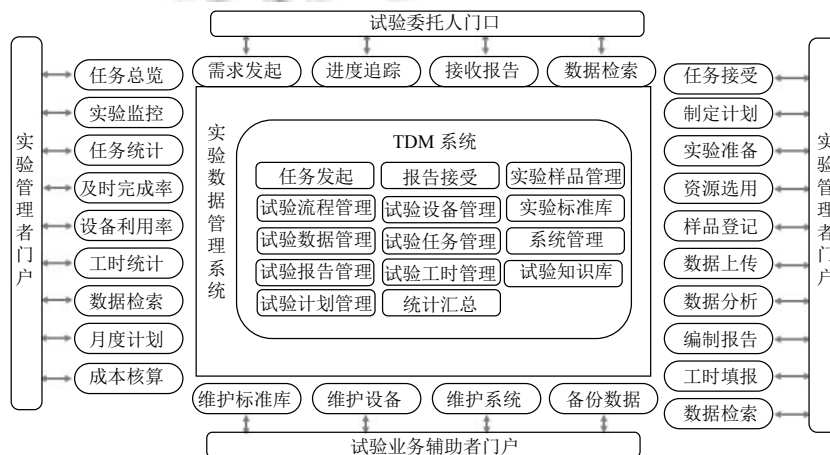 试验委托人门口
需求发起
进度追踪
接收报告
数据检索
实验管理者门户
任务总览
实验监控
任务统计
及时完成率
设备利用率
工时统计
数据检索
月度计划
成本核算
实验数据管理系统
TDM 系统
任务发起
报告接受
实验样品管理
试验流程管理
试验设备管理
实验标准库
试验数据管理
试验任务管理
系统管理
试验报告管理
试验工时管理
试验知识库
试验计划管理
统计汇总
任务接受
制定计划
实验准备
资源选用
样品登记
数据上传
数据分析
编制报告
工时填报
数据检索
实验管理者门户
维护标准库
维护设备
维护系统
备份数据
试验业务辅助者门户